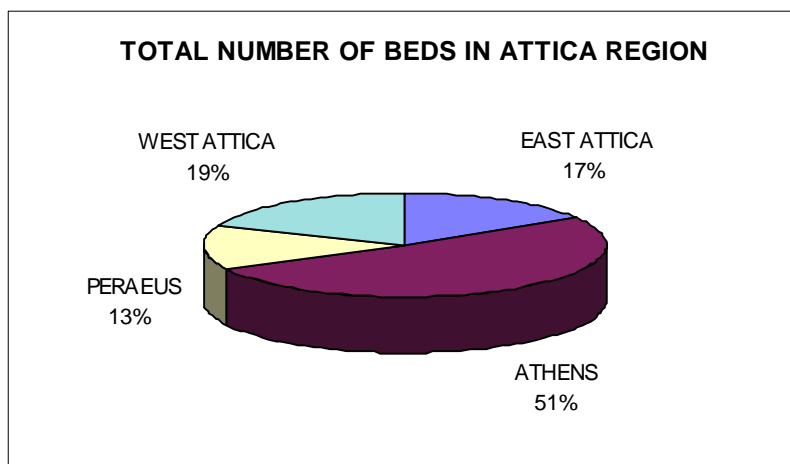 TOTAL NUMBER OF BEDS IN ATTICA REGION
WEST ATTICA
19%
EAST ATTICA
17%
PERAEUS
13%
ATHENS
51%